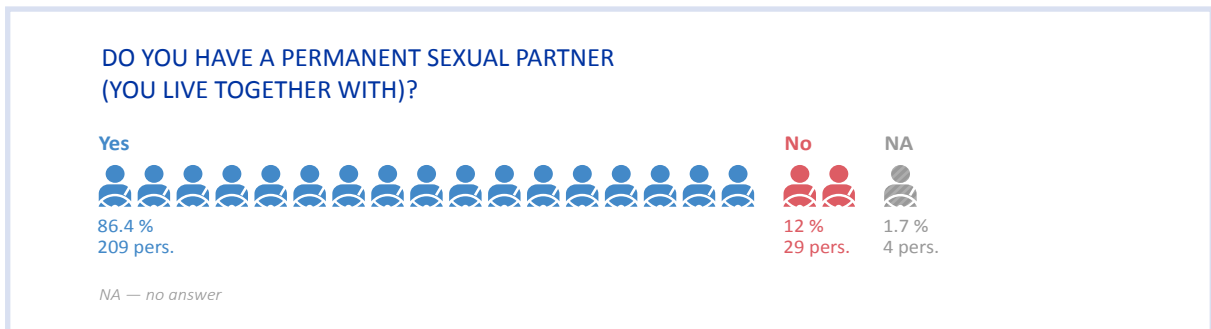 DO YOU HAVE A PERMANENT SEXUAL PARTNER
(YOU LIVE TOGETHER WITH)?
Yes
86.4 %
209 pers.
No
12 %
29 pers.
NA
1.7 %
4 pers.
NA — no answer